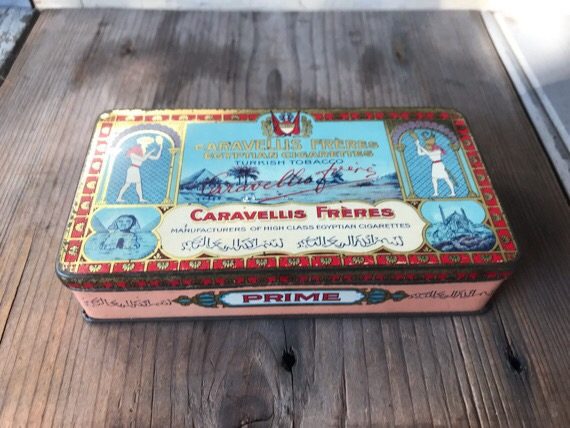 CARAVELLIS FRÈRES
EGYPTIAN CIGARETTES
TURKISH TOBACCO
Caravellis frères
CARAVELLIS FRÈRES
MANUFACTURERS OF HIGH CLASS EGYPTIAN CIGARETTES
PRIME